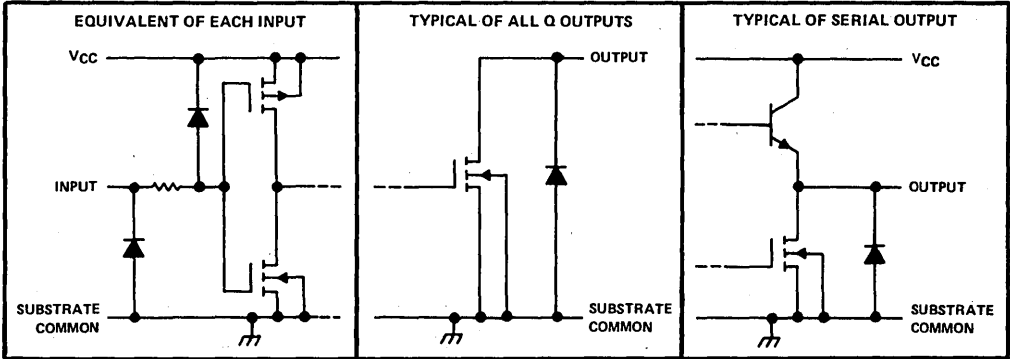 EQUIVALENT OF EACH INPUT
VCC
INPUT
SUBSTRATE
COMMON
TYPICAL OF ALL Q OUTPUTS
OUTPUT
SUBSTRATE
COMMON
TYPICAL OF SERIAL OUTPUT
VCC
OUTPUT
SUBSTRATE
COMMON